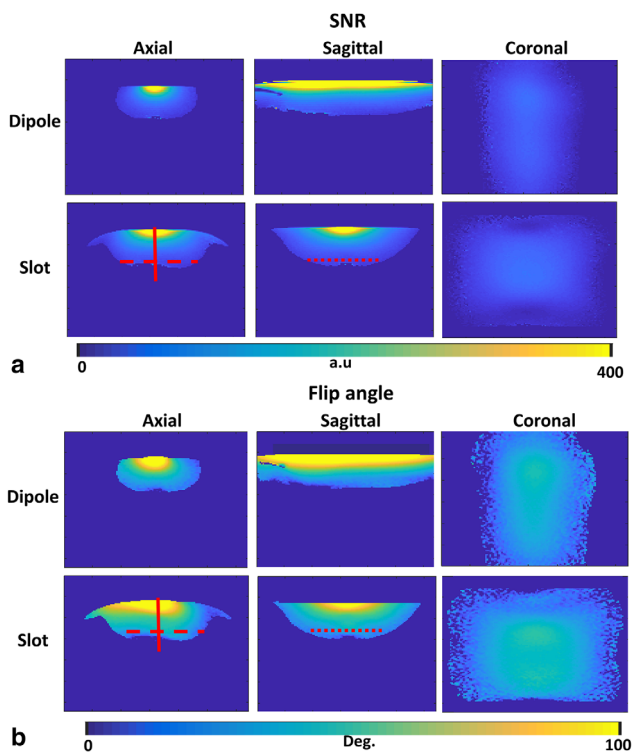 SNR
Axial Sagittal Coronal
Dipole
Slot
0 a.u 400
a
Flip angle
Axial Sagittal Coronal
Dipole
Slot
0 Deg. 100
b